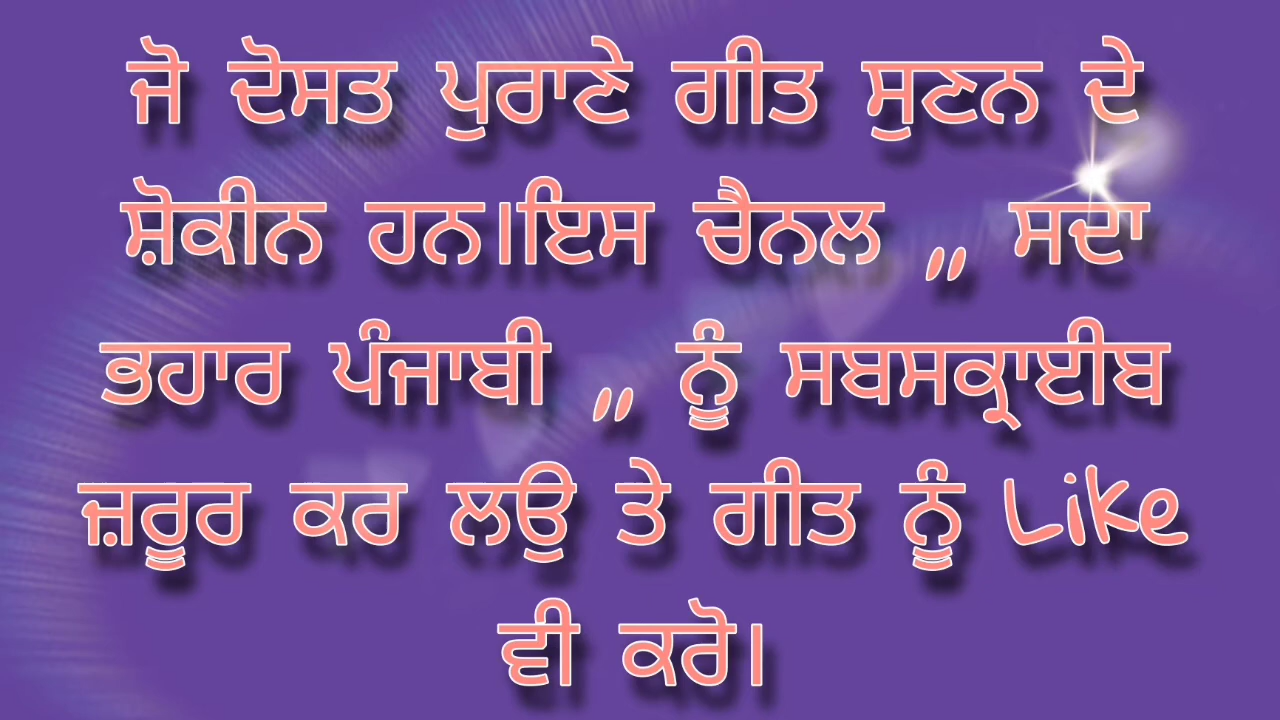 ਜੋ ਦੋਸਤ ਪੁਰਾਣੇ ਗੀਤ ਸੁਣਨ ਦੇ
ਸ਼ੋਕੀਨ ਹਨ।ਇਸ ਚੈਨਲ ,, ਸਦਾ
ਭਹਾਰ ਪੰਜਾਬੀ ,, ਨੂੰ ਸਬਸਕ੍ਰਾਈਬ
ਜ਼ਰੂਰ ਕਰ ਲਉ ਤੇ ਗੀਤ ਨੂੰ Like
ਵੀ ਕਰੋ।